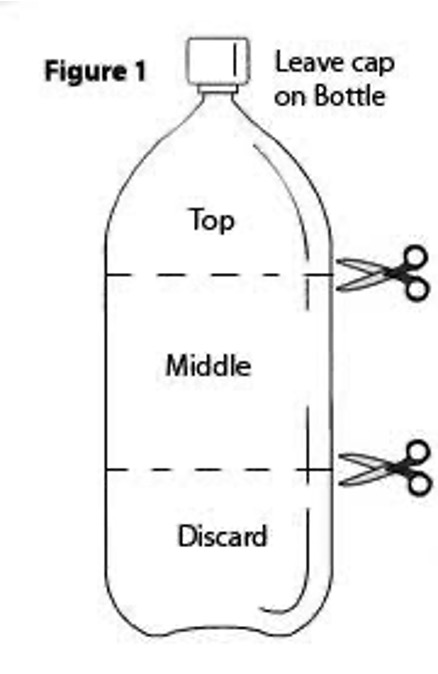 Figure 1
Leave cap
on Bottle
Top
Middle
Discard